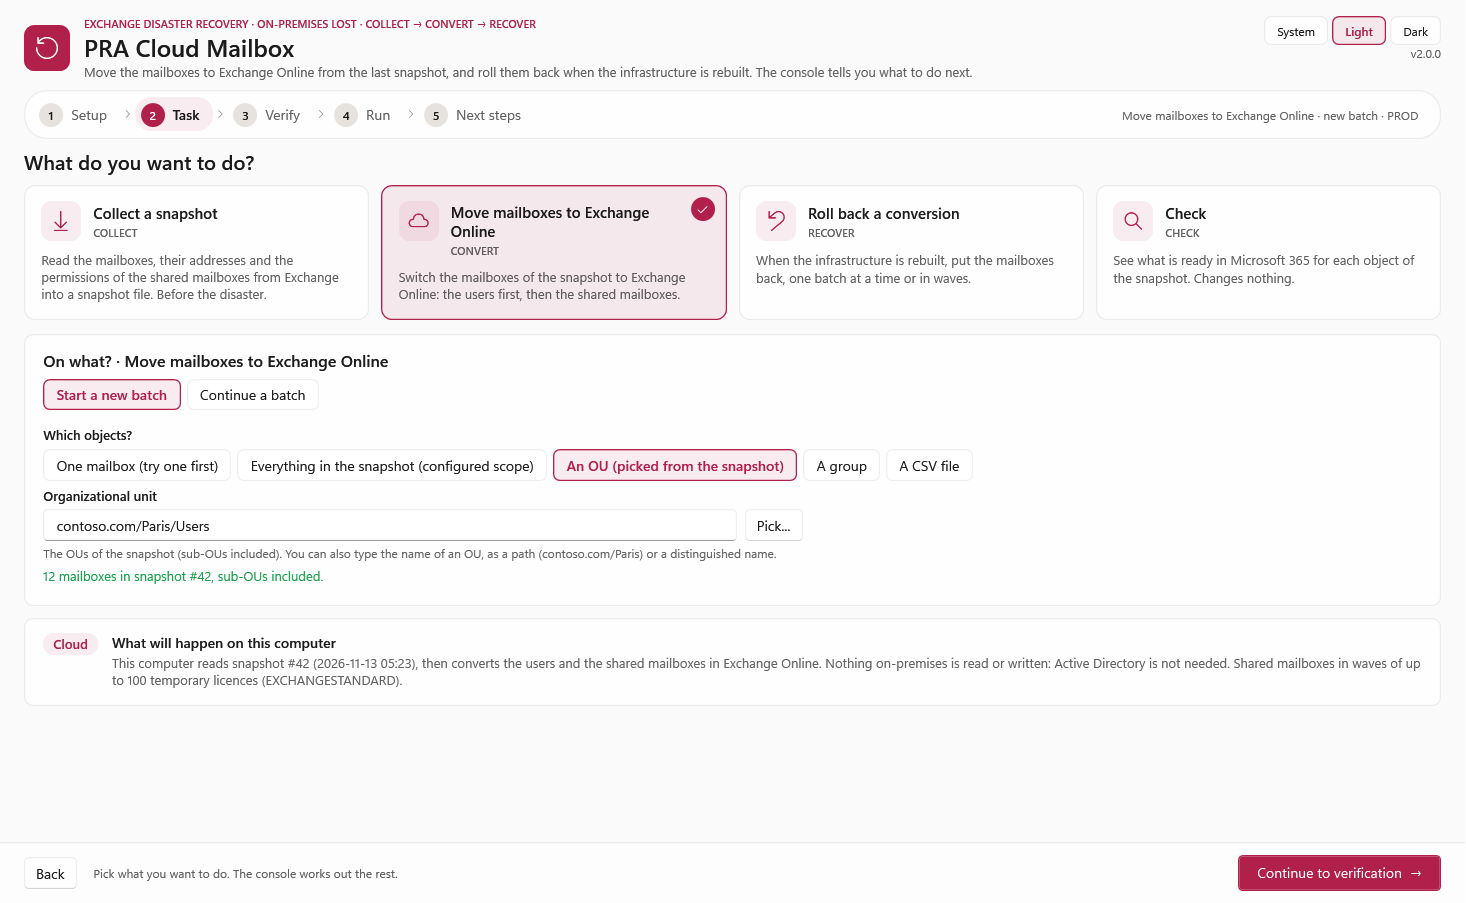 EXCHANGE DISASTER RECOVERY · ON-PREMISES LOST · COLLECT → CONVERT → RECOVER
PRA Cloud Mailbox
Move the mailboxes to Exchange Online from the last snapshot, and roll them back when the infrastructure is rebuilt. The console tells you what to do next.
System
Light
Dark
v2.0.0
1 Setup
2 Task
3 Verify
4 Run
5 Next steps
Move mailboxes to Exchange Online · new batch · PROD
What do you want to do?
Collect a snapshot
COLLECT
Read the mailboxes, their addresses and the
permissions of the shared mailboxes from Exchange
into a snapshot file. Before the disaster.
Move mailboxes to Exchange
Online
CONVERT
Switch the mailboxes of the snapshot to Exchange
Online: the users first, then the shared mailboxes.
Roll back a conversion
RECOVER
When the infrastructure is rebuilt, put the mailboxes
back, one batch at a time or in waves.
Check
CHECK
See what is ready in Microsoft 365 for each object of
the snapshot. Changes nothing.
On what? · Move mailboxes to Exchange Online
Start a new batch
Continue a batch
Which objects?
One mailbox (try one first)
Everything in the snapshot (configured scope)
An OU (picked from the snapshot)
A group
A CSV file
Organizational unit
contoso.com/Paris/Users
Pick...
The OUs of the snapshot (sub-OUs included). You can also type the name of an OU, as a path (contoso.com/Paris) or a distinguished name.
12 mailboxes in snapshot #42, sub-OUs included.
Cloud
What will happen on this computer
This computer reads snapshot #42 (2026-11-13 05:23), then converts the users and the shared mailboxes in Exchange Online. Nothing on-premises is read or written: Active Directory is not needed. Shared mailboxes in waves of up
to 100 temporary licences (EXCHANGESTANDARD).
Back
Pick what you want to do. The console works out the rest.
Continue to verification →